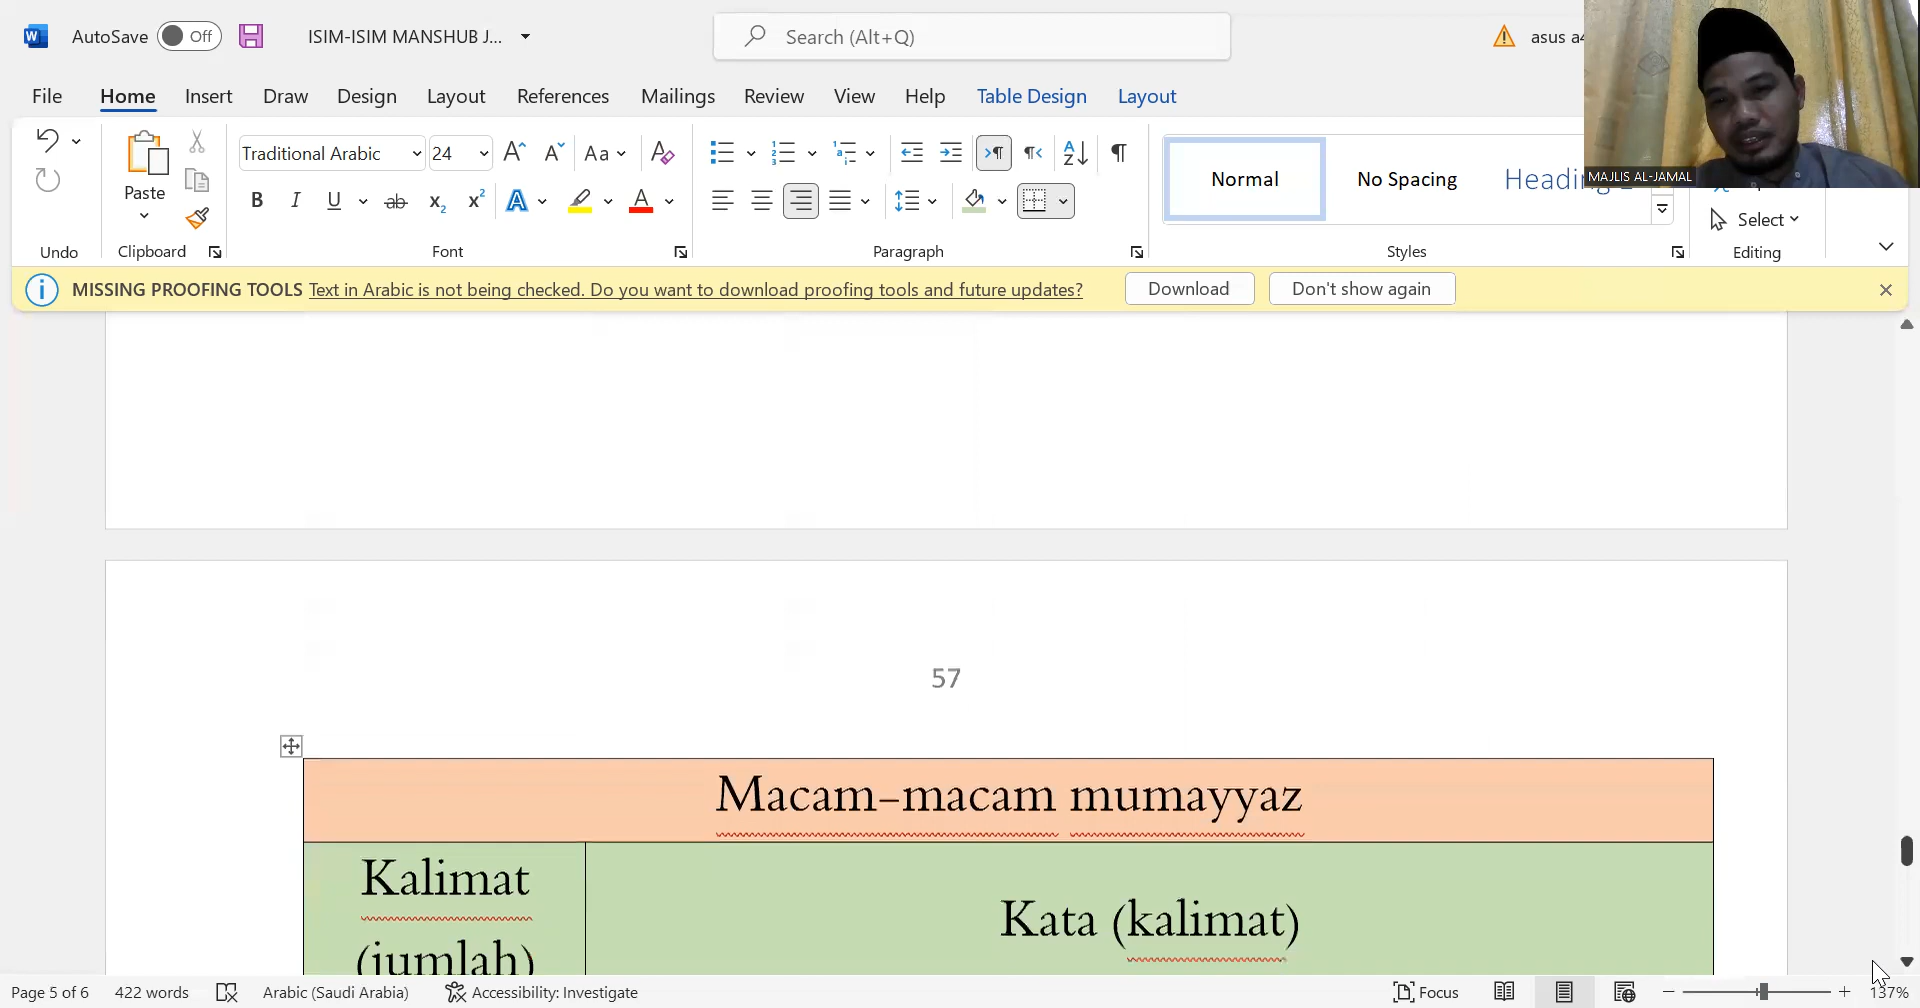 AutoSave Off ISIM-ISIM MANSHUB J... Search (Alt+Q) asus a4
File Home Insert Draw Design Layout References Mailings Review View Help Table Design Layout
Paste
Traditional Arabic 24
Normal
No Spacing
Heading
MAJLIS AL-JAMAL
Select
Undo Clipboard Font Paragraph Styles Editing
MISSING PROOFING TOOLS Text in Arabic is not being checked. Do you want to download proofing tools and future updates? Download Don't show again
57
Macam-macam mumayyaz
Kalimat
(jumlah)
Kata (kalimat)
Page 5 of 6 422 words Arabic (Saudi Arabia) Accessibility: Investigate Focus 137%